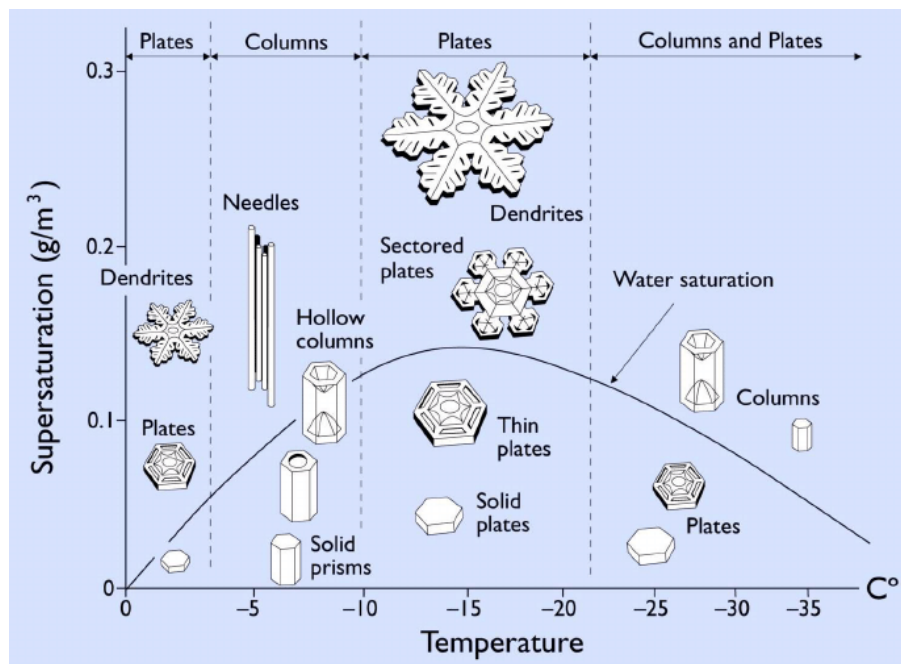 Plates
Columns
Plates
Columns and Plates
0.3
Needles
Dendrites
0.2
Sectored
plates
Dendrites
Water saturation
Hollow
columns
Supersaturation (g/m³)
0.1
Plates
Thin
plates
Columns
Solid
plates
Plates
Solid
prisms
0
C°
0
–5
–10
–15
–20
–25
–30
–35
Temperature